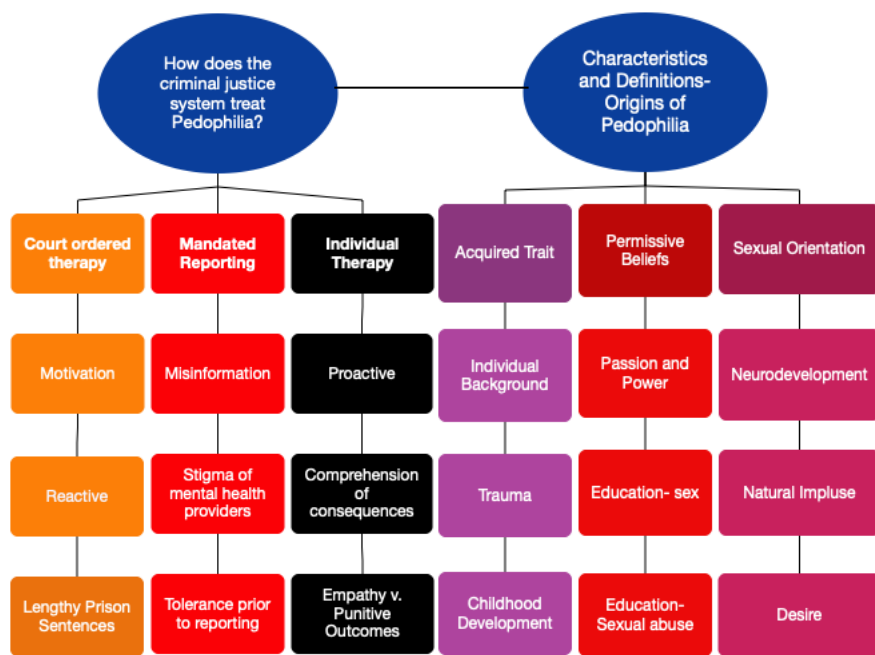 How does the
criminal justice
system treat
Pedophilia?
Characteristics
and Definitions-
Origins of
Pedophilia
Court ordered
therapy
Mandated
Reporting
Individual
Therapy
Acquired Trait
Permissive
Beliefs
Sexual Orientation
Motivation
Misinformation
Proactive
Individual
Background
Passion and
Power
Neurodevelopment
Reactive
Stigma of
mental health
providers
Comprehension
of
consequences
Trauma
Education- sex
Natural Impluse
Lengthy Prison
Sentences
Tolerance prior
to reporting
Empathy v.
Punitive
Outcomes
Childhood
Development
Education-
Sexual abuse
Desire